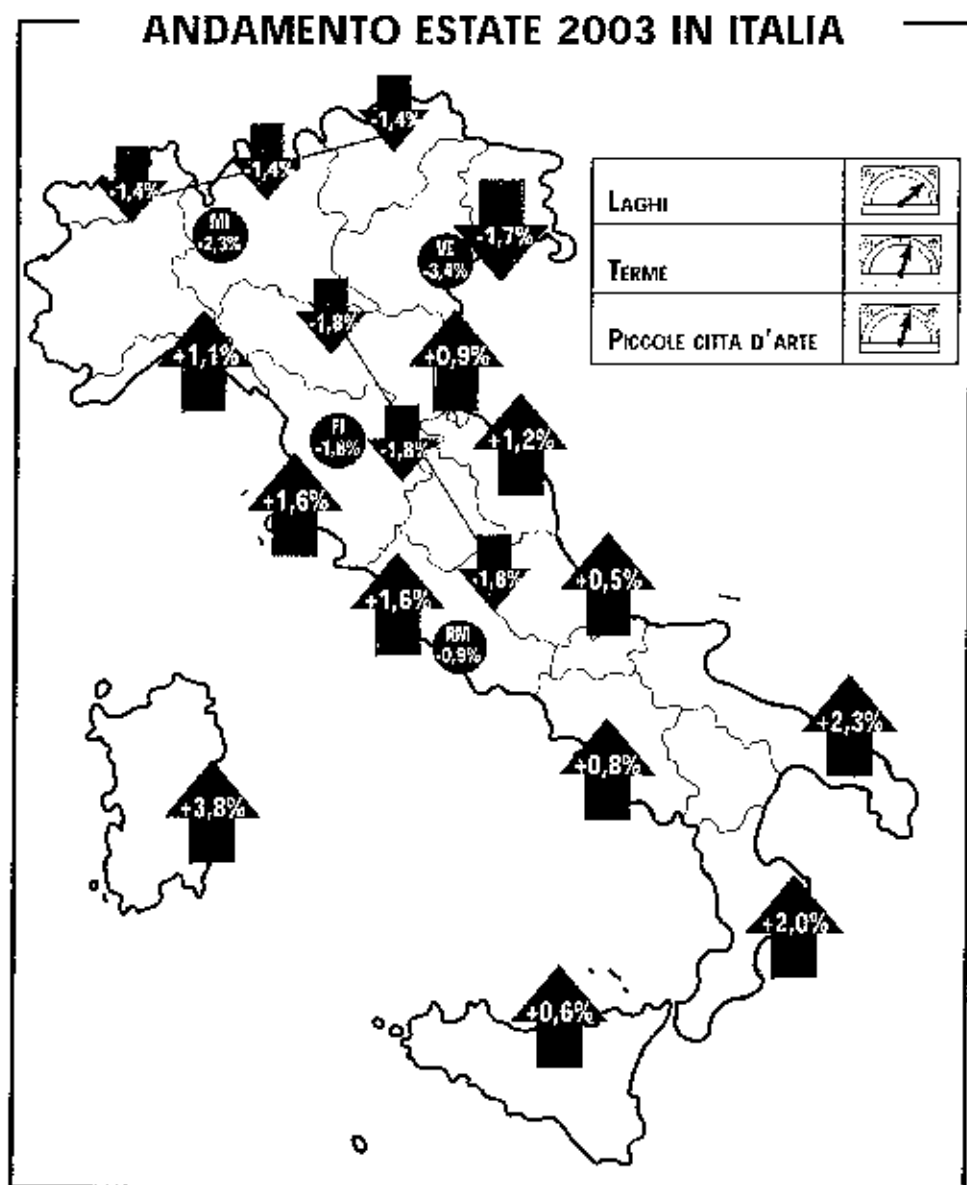 ANDAMENTO ESTATE 2003 IN ITALIA
-1,4%
-1,4%
-1,4%
MI
-2,3%
VE
-3,4%
-1,7%
LAGHI
TERME
PICCOLE CITTA D'ARTE
-1,8%
+1,1%
+0,9%
FI
-1,8%
+1,2%
+1,6%
-1,8%
+1,6%
+0,5%
RM
-0,9%
+2,3%
+0,8%
+3,8%
+2,0%
+0,6%